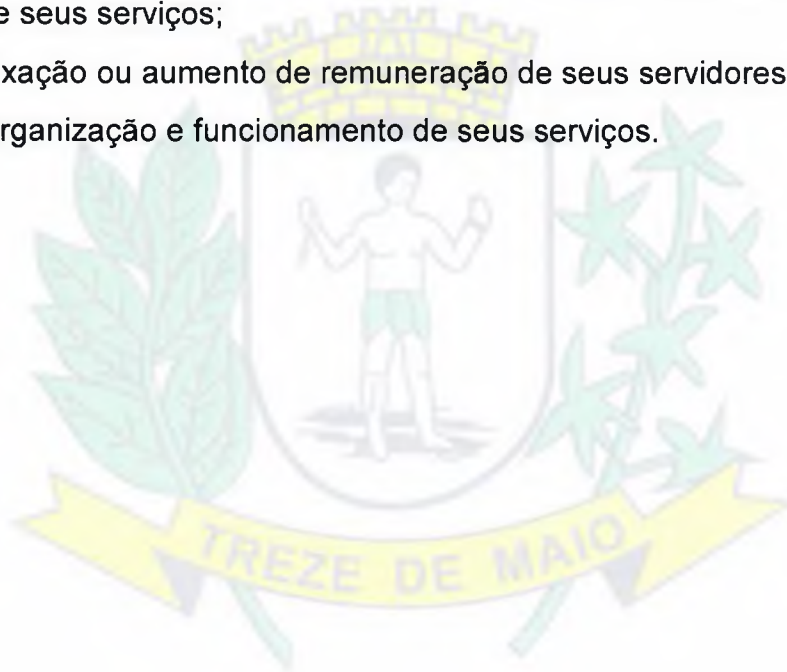 e seus serviços;
xação ou aumento de remuneração de seus servidores
rganização e funcionamento de seus serviços.
TREZE DE MAIO